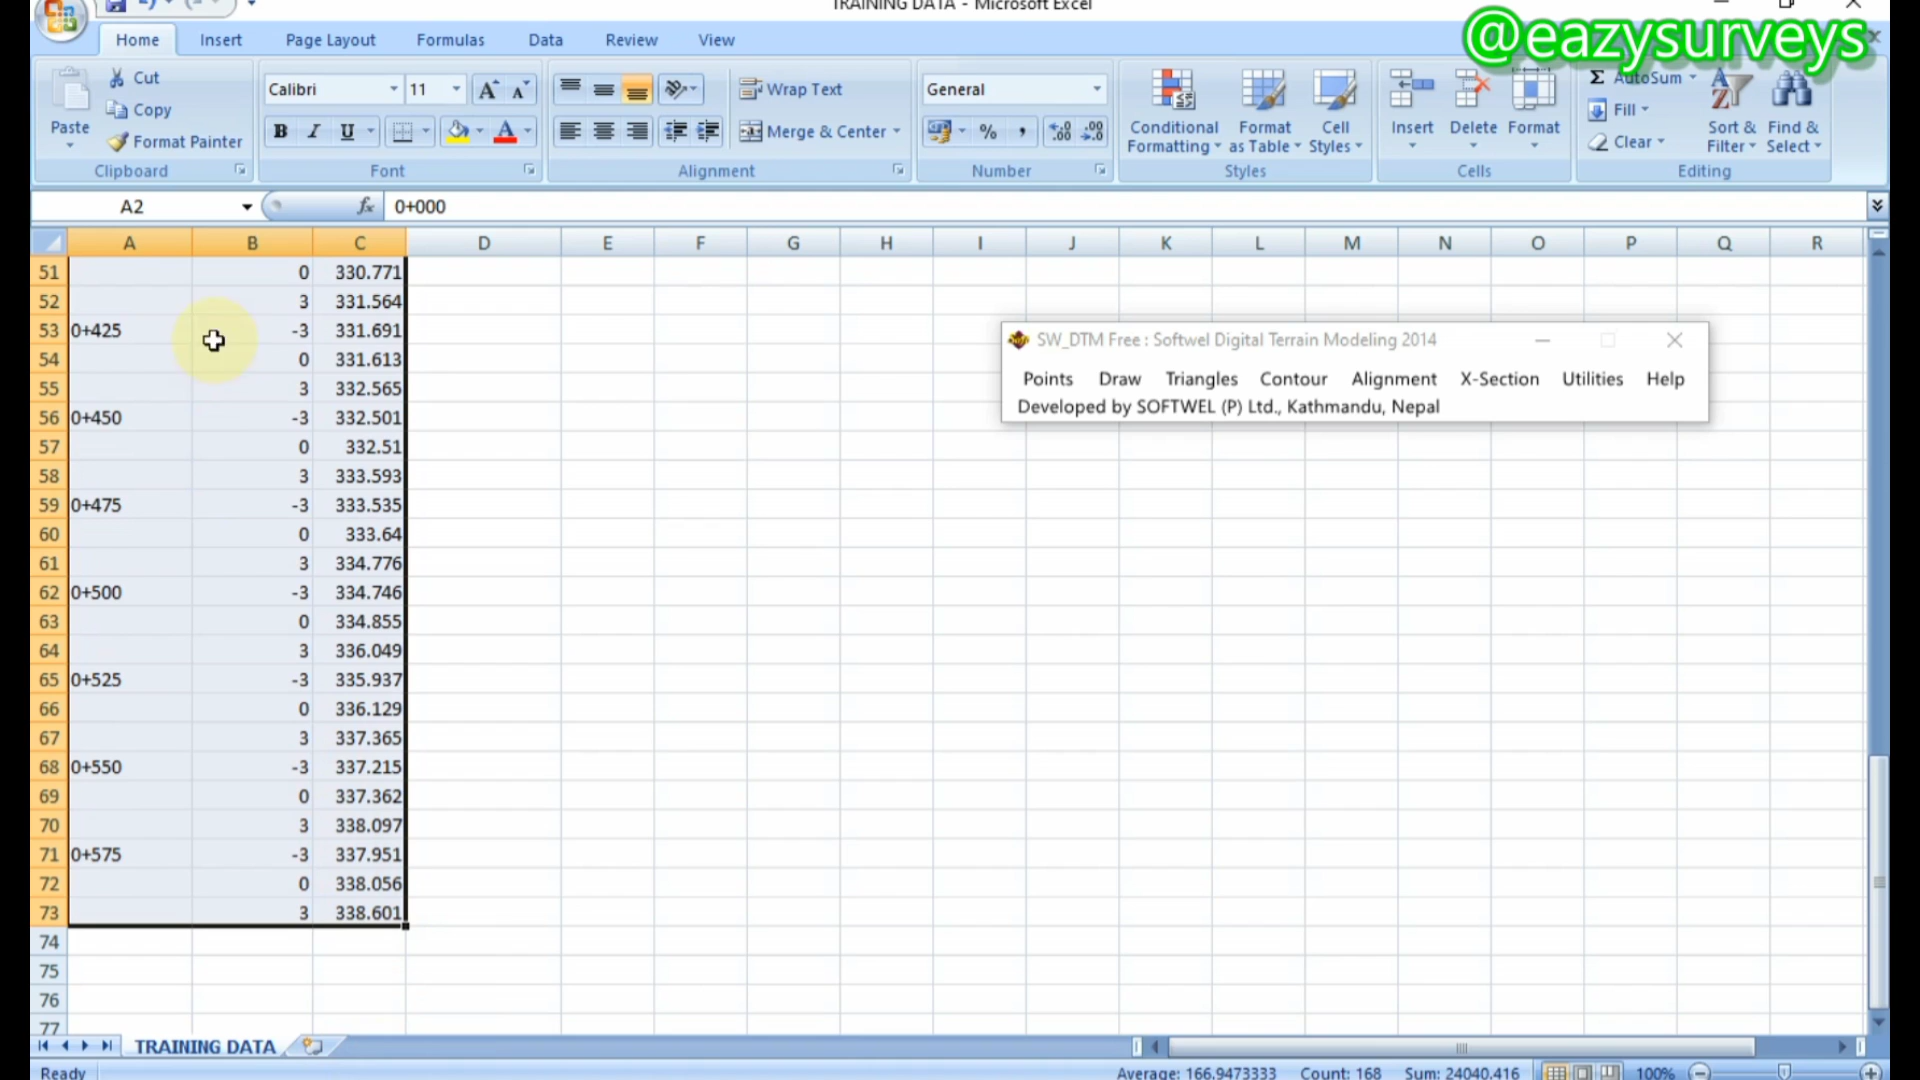 TRAINING DATA - Microsoft Excel
@eazysurveys
Home Insert Page Layout Formulas Data Review View
Paste
Cut
Copy
Format Painter
Clipboard
Calibri 11
B I U
Font
Wrap Text
Merge & Center
Alignment
General
% ,
Number
Conditional Formatting
Format as Table
Cell Styles
Styles
Insert Delete Format
Cells
Σ AutoSum
Fill
Clear
Sort & Filter
Find & Select
Editing
A2 fx 0+000
A B C D E F G H I J K L M N O P Q R
51 0 330.771
52 3 331.564
53 0+425 -3 331.691
54 0 331.613
55 3 332.565
56 0+450 -3 332.501
57 0 332.51
58 3 333.593
59 0+475 -3 333.535
60 0 333.64
61 3 334.776
62 0+500 -3 334.746
63 0 334.855
64 3 336.049
65 0+525 -3 335.937
66 0 336.129
67 3 337.365
68 0+550 -3 337.215
69 0 337.362
70 3 338.097
71 0+575 -3 337.951
72 0 338.056
73 3 338.601
74
75
76
77
SW_DTM Free : Softwel Digital Terrain Modeling 2014
Points Draw Triangles Contour Alignment X-Section Utilities Help
Developed by SOFTWEL (P) Ltd., Kathmandu, Nepal
TRAINING DATA
Ready Average: 166.9473333 Count: 168 Sum: 24040.416 100%